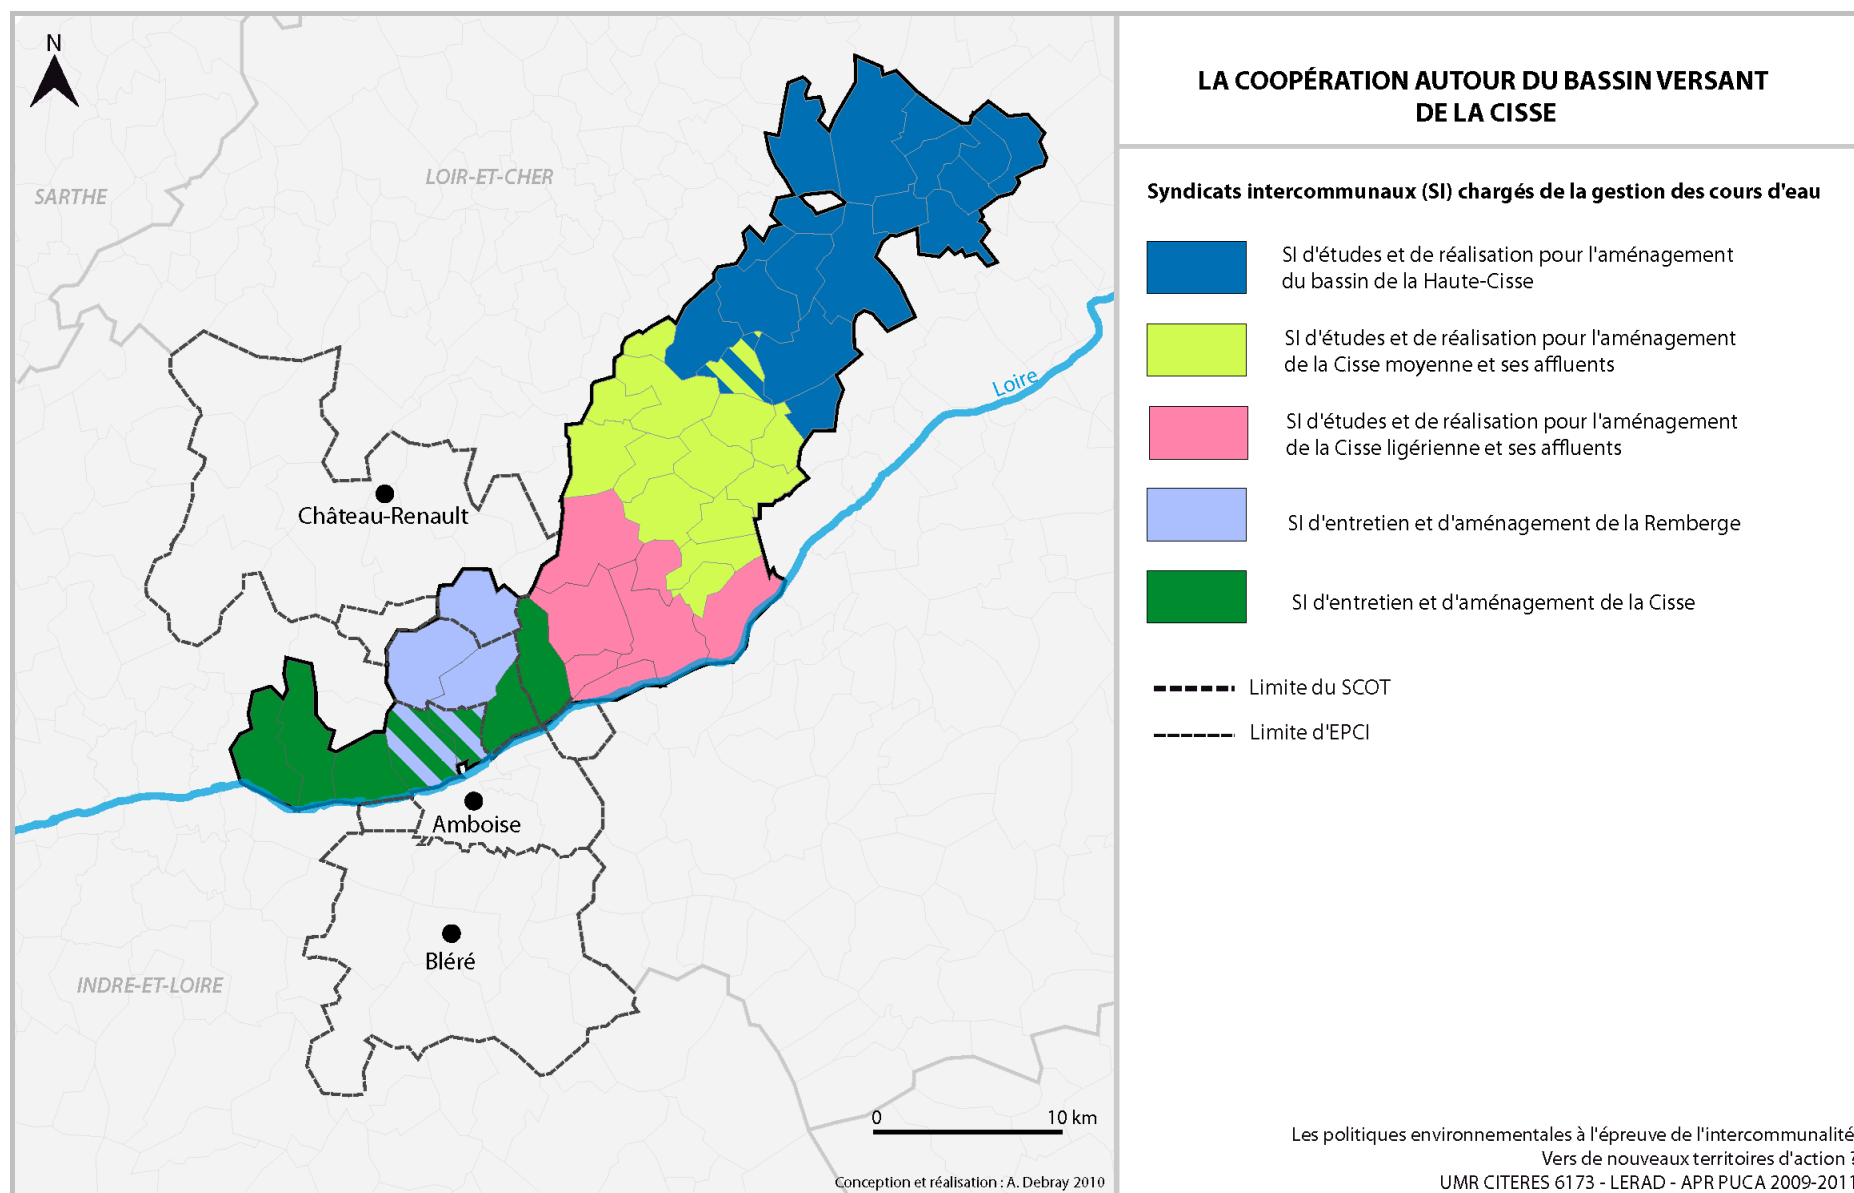 N
SARTHE
LOIR-ET-CHER
Loire
Château-Renault
Amboise
Bléré
INDRE-ET-LOIRE
0 10 km
Conception et réalisation : A. Debray 2010
LA COOPÉRATION AUTOUR DU BASSIN VERSANT
DE LA CISSE
Syndicats intercommunaux (SI) chargés de la gestion des cours d'eau
SI d'études et de réalisation pour l'aménagement
du bassin de la Haute-Cisse
SI d'études et de réalisation pour l'aménagement
de la Cisse moyenne et ses affluents
SI d'études et de réalisation pour l'aménagement
de la Cisse ligérienne et ses affluents
SI d'entretien et d'aménagement de la Remberge
SI d'entretien et d'aménagement de la Cisse
Limite du SCOT
Limite d'EPCI
Les politiques environnementales à l'épreuve de l'intercommunalité
Vers de nouveaux territoires d'action ?
UMR CITERES 6173 - LERAD - APR PUCA 2009-2011